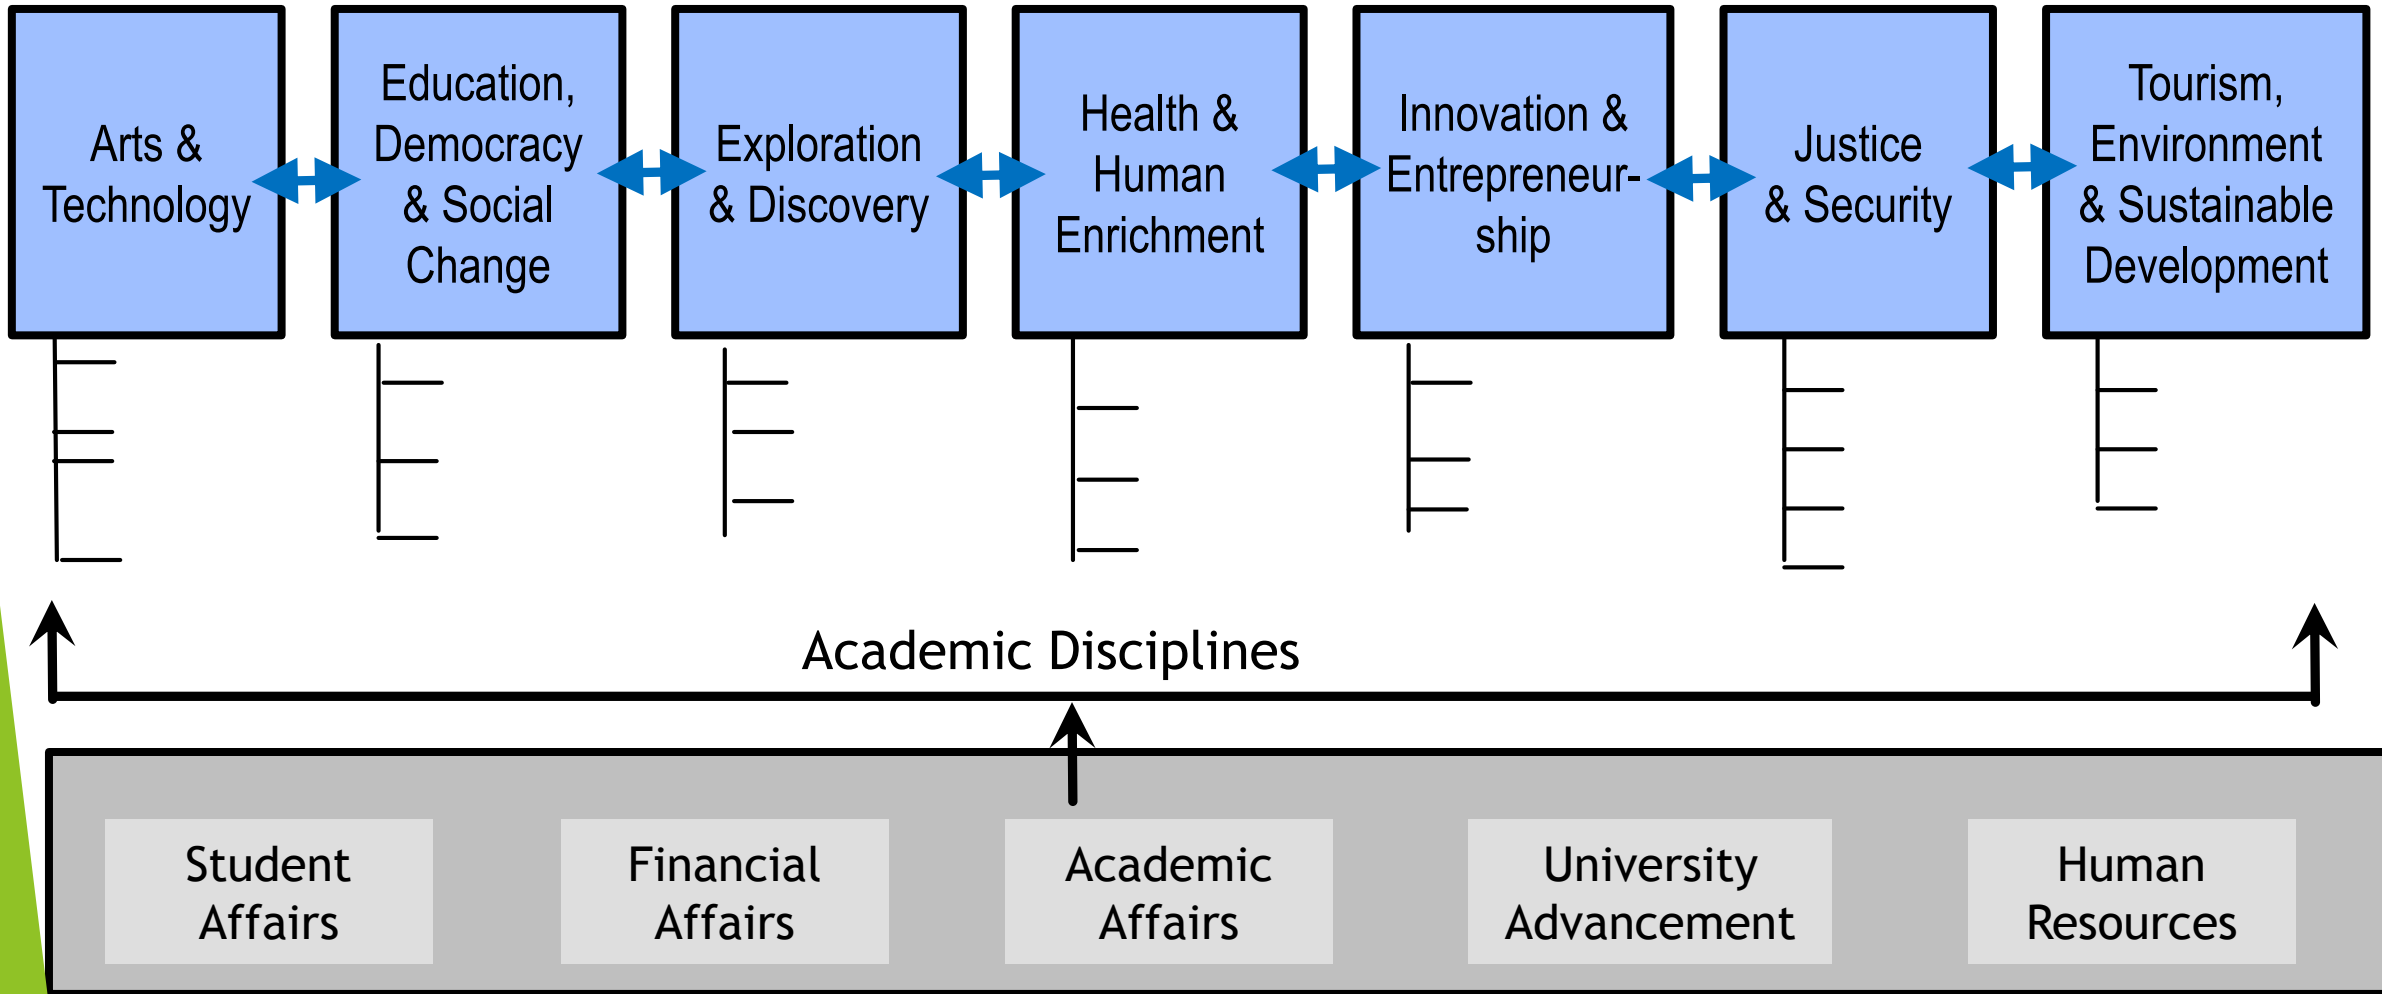 Arts &
Technology
Education,
Democracy
& Social
Change
Exploration
& Discovery
Health &
Human
Enrichment
Innovation &
Entrepreneur-
ship
Justice
& Security
Tourism,
Environment
& Sustainable
Development
Academic Disciplines
Student
Affairs
Financial
Affairs
Academic
Affairs
University
Advancement
Human
Resources